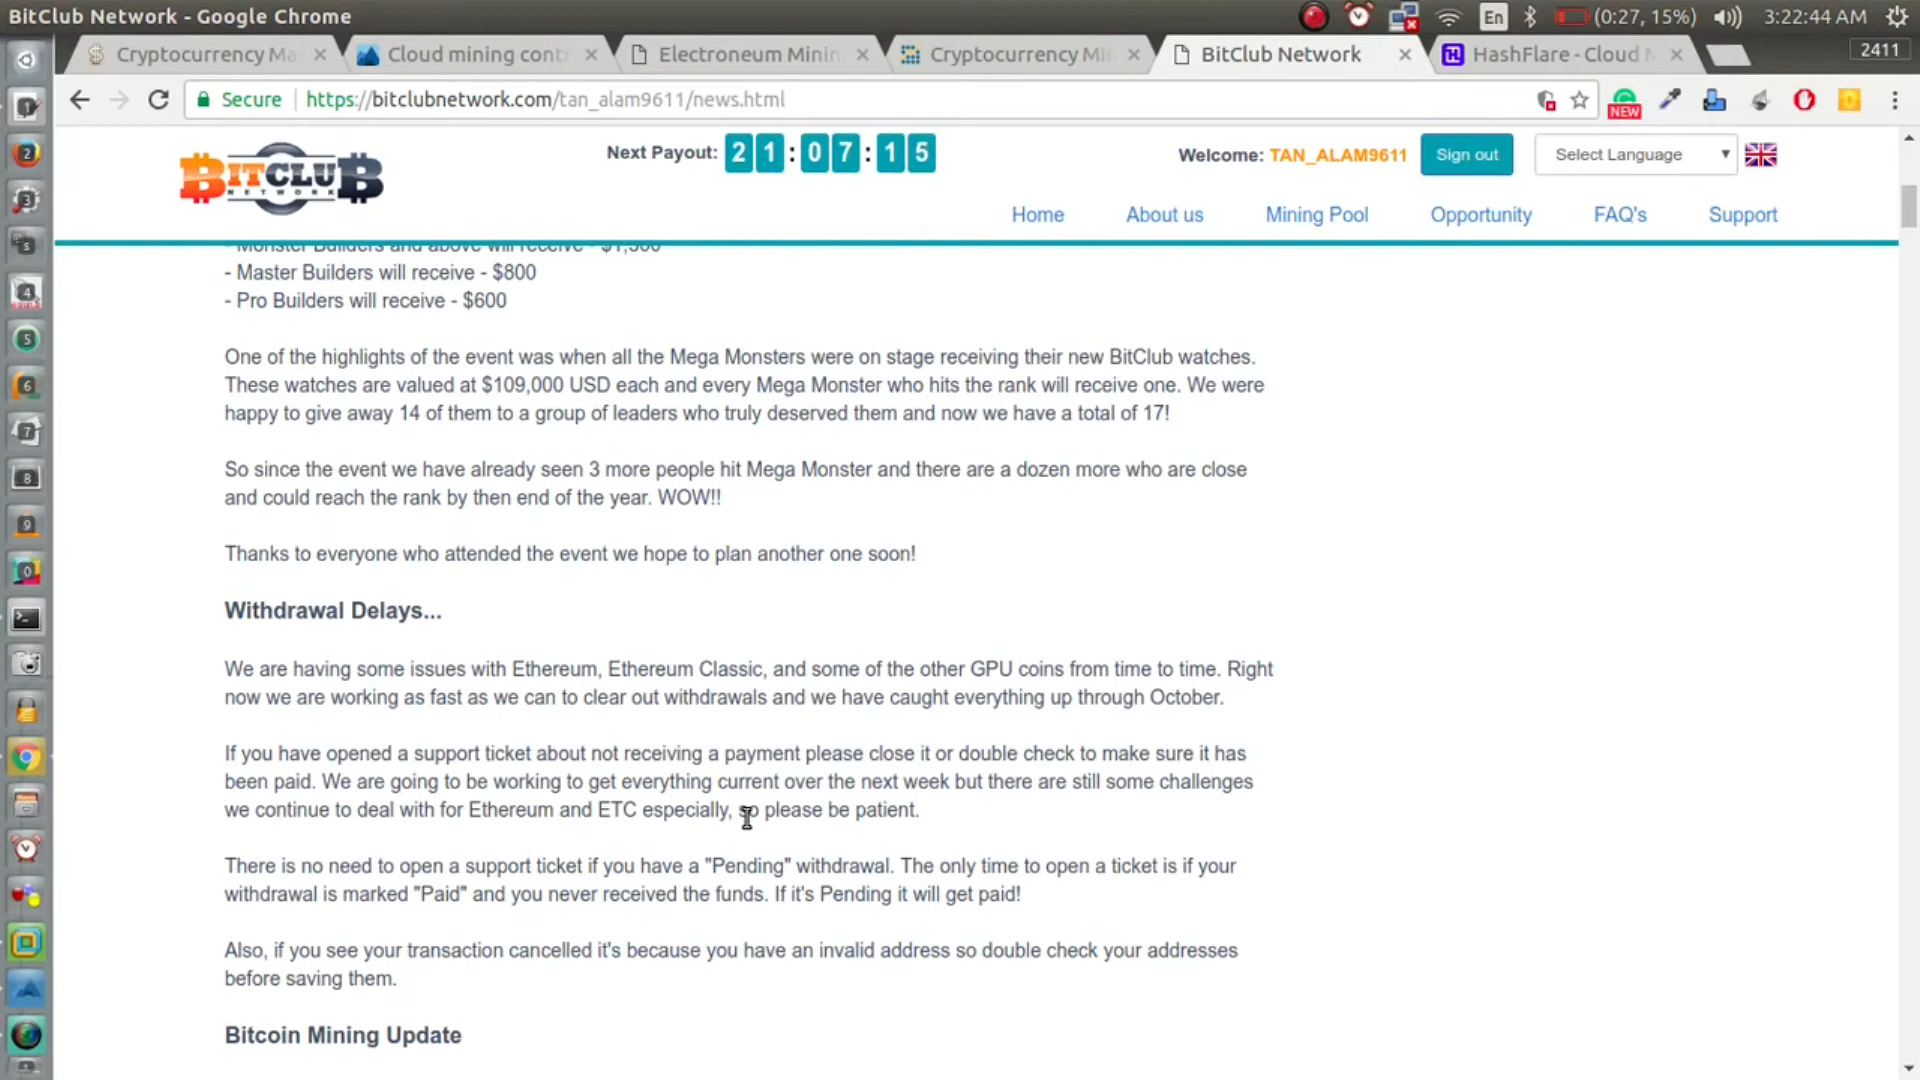 BitClub Network - Google Chrome
En
(0:27, 15%)
3:22:44 AM
Cryptocurrency Ma
Cloud mining contr
Electroneum Minin
Cryptocurrency Mi
BitClub Network
HashFlare - Cloud M
2411
Secure
https://bitclubnetwork.com/tan_alam9611/news.html
NEW
BITCLUB
NETWORK
Next Payout: 21:07:15
Welcome: TAN_ALAM9611
Sign out
Select Language
Home
About us
Mining Pool
Opportunity
FAQ's
Support
- Monster Builders and above will receive - $1,500
- Master Builders will receive - $800
- Pro Builders will receive - $600
One of the highlights of the event was when all the Mega Monsters were on stage receiving their new BitClub watches.
These watches are valued at $109,000 USD each and every Mega Monster who hits the rank will receive one. We were
happy to give away 14 of them to a group of leaders who truly deserved them and now we have a total of 17!
So since the event we have already seen 3 more people hit Mega Monster and there are a dozen more who are close
and could reach the rank by then end of the year. WOW!!
Thanks to everyone who attended the event we hope to plan another one soon!
Withdrawal Delays...
We are having some issues with Ethereum, Ethereum Classic, and some of the other GPU coins from time to time. Right
now we are working as fast as we can to clear out withdrawals and we have caught everything up through October.
If you have opened a support ticket about not receiving a payment please close it or double check to make sure it has
been paid. We are going to be working to get everything current over the next week but there are still some challenges
we continue to deal with for Ethereum and ETC especially, so please be patient.
There is no need to open a support ticket if you have a "Pending" withdrawal. The only time to open a ticket is if your
withdrawal is marked "Paid" and you never received the funds. If it's Pending it will get paid!
Also, if you see your transaction cancelled it's because you have an invalid address so double check your addresses
before saving them.
Bitcoin Mining Update
1
2
3
S
4
5
6
7
8
9
0